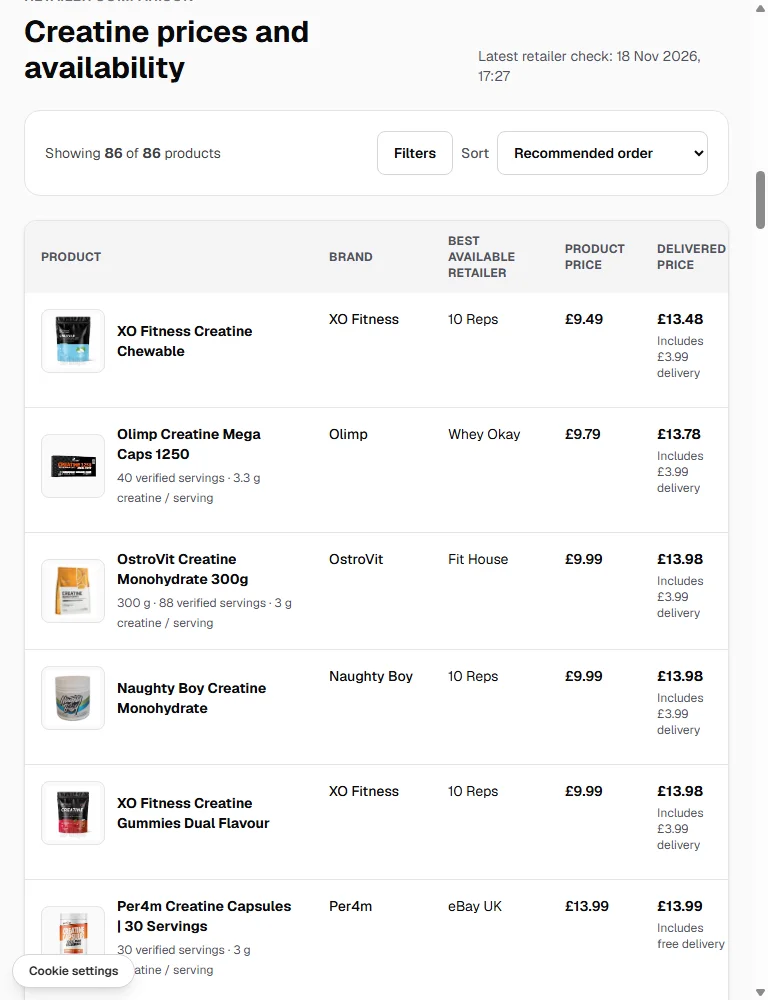 Creatine prices and
availability
Latest retailer check: 18 Nov 2026,
17:27
Showing 86 of 86 products
Filters
Sort
Recommended order
PRODUCT
BRAND
BEST
AVAILABLE
RETAILER
PRODUCT
PRICE
DELIVERED
PRICE
XO Fitness Creatine
Chewable
XO Fitness
10 Reps
£9.49
£13.48
Includes
£3.99
delivery
Olimp Creatine Mega
Caps 1250
40 verified servings · 3.3 g
creatine / serving
Olimp
Whey Okay
£9.79
£13.78
Includes
£3.99
delivery
OstroVit Creatine
Monohydrate 300g
300 g · 88 verified servings · 3 g
creatine / serving
OstroVit
Fit House
£9.99
£13.98
Includes
£3.99
delivery
Naughty Boy Creatine
Monohydrate
Naughty Boy
10 Reps
£9.99
£13.98
Includes
£3.99
delivery
XO Fitness Creatine
Gummies Dual Flavour
XO Fitness
10 Reps
£9.99
£13.98
Includes
£3.99
delivery
Per4m Creatine Capsules
| 30 Servings
30 verified servings · 3 g
/ serving
Per4m
eBay UK
£13.99
£13.99
Includes
free delivery
Cookie settings